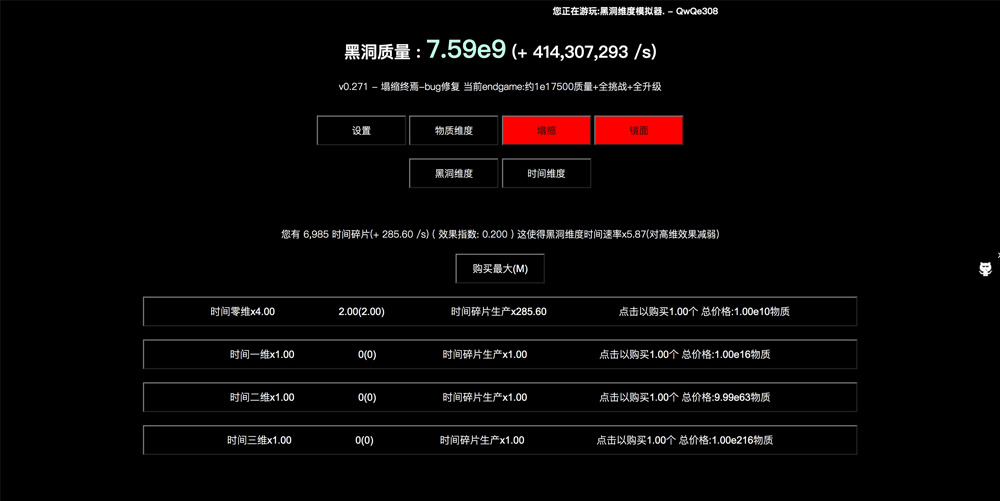 您正在游玩:黑洞维度模拟器. - QwQe308
黑洞质量 : 7.59e9 (+ 414,307,293 /s)
v0.271 - 塌缩终焉-bug修复 当前endgame:约1e17500质量+全挑战+全升级
设置 物质维度 塌缩 镜面
黑洞维度 时间维度
您有 6,985 时间碎片(+ 285.60 /s) ( 效果指数: 0.200 ) 这使得黑洞维度时间速率x5.87(对高维效果减弱)
购买最大(M)
时间零维x4.00 2.00(2.00) 时间碎片生产x285.60 点击以购买1.00个 总价格:1.00e10物质
时间一维x1.00 0(0) 时间碎片生产x1.00 点击以购买1.00个 总价格:1.00e16物质
时间二维x1.00 0(0) 时间碎片生产x1.00 点击以购买1.00个 总价格:9.99e63物质
时间三维x1.00 0(0) 时间碎片生产x1.00 点击以购买1.00个 总价格:1.00e216物质